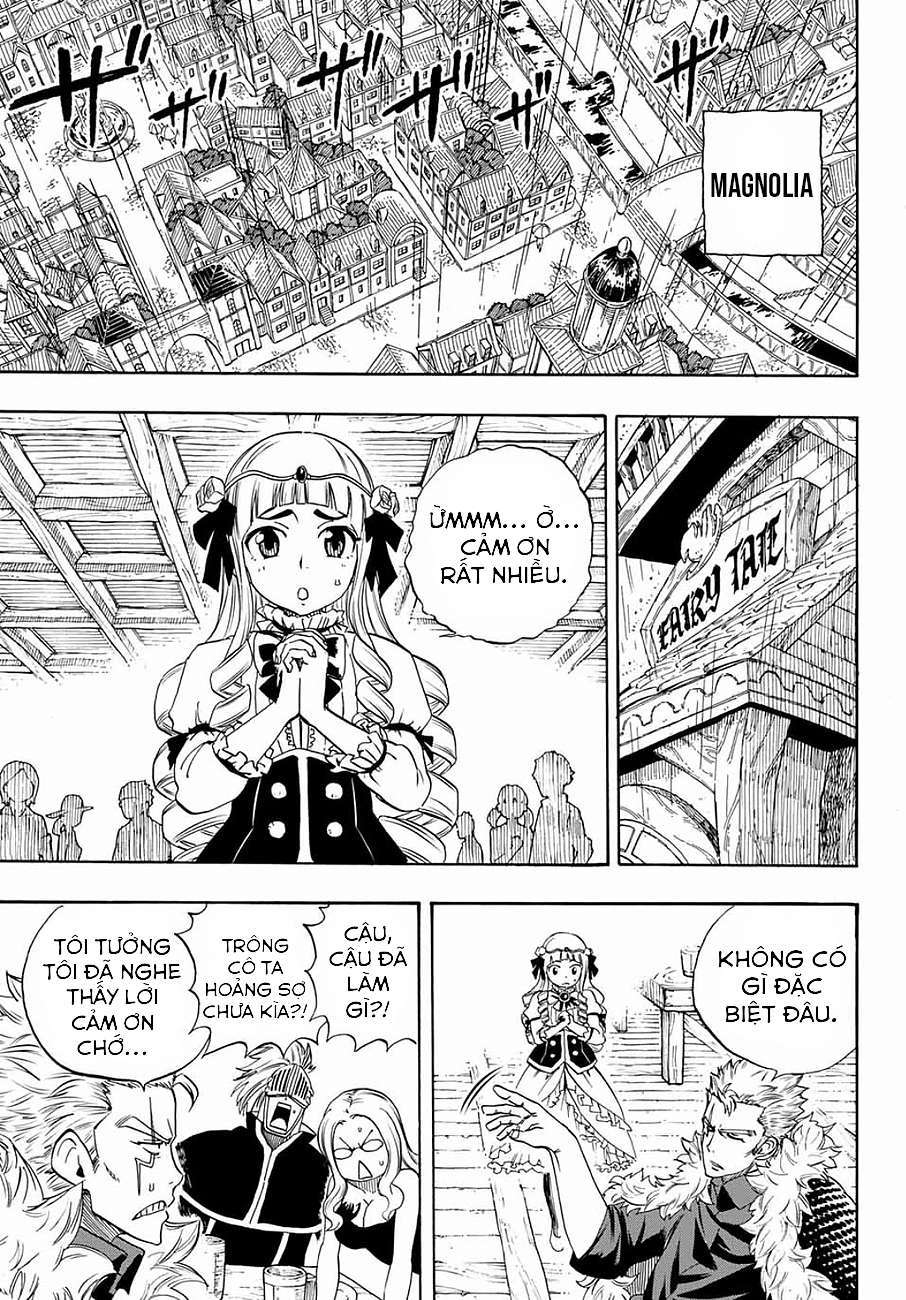 ザ
ザ
ザ
ザ
ザ
MAGNOLIA
FAIRY TAIL
ỪMMM... Ờ...
CẢM ƠN
RẤT NHIỀU.
KHÔNG CÓ
GÌ ĐẶC
BIỆT ĐÂU.
CẬU,
CẬU ĐÃ
LÀM
GÌ?!
TRÔNG
CÔ TA
HOẢNG SỢ
CHƯA KÌA?!
TÔI TƯỞNG
TÔI ĐÃ NGHE
THẤY LỜI
CẢM ƠN
CHỚ...